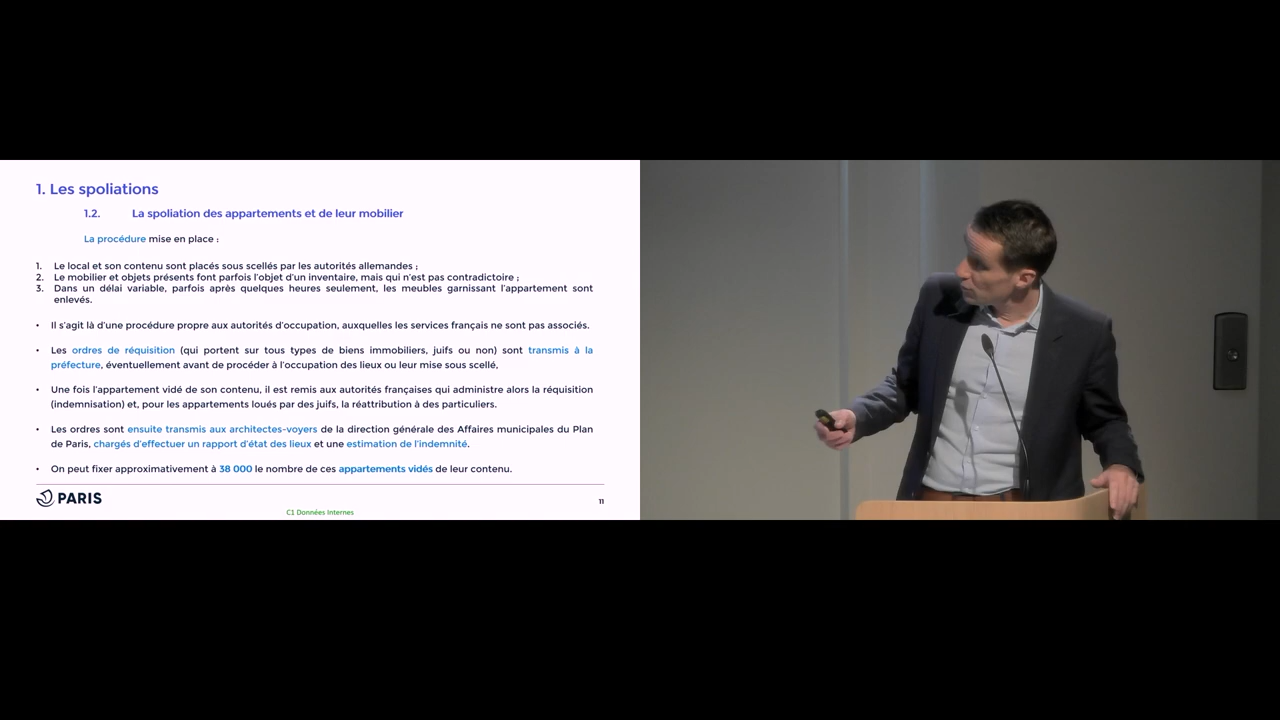 1. Les spoliations
1.2. La spoliation des appartements et de leur mobilier
La procédure mise en place :
1. Le local et son contenu sont placés sous scellés par les autorités allemandes ;
2. Le mobilier et objets présents font parfois l'objet d'un inventaire, mais qui n'est pas contradictoire ;
3. Dans un délai variable, parfois après quelques heures seulement, les meubles garnissant l'appartement sont
enlevés.
• Il s'agit là d'une procédure propre aux autorités d'occupation, auxquelles les services français ne sont pas associés.
• Les ordres de réquisition (qui portent sur tous types de biens immobiliers, juifs ou non) sont transmis à la
préfecture, éventuellement avant de procéder à l'occupation des lieux ou leur mise sous scellé,
• Une fois l'appartement vidé de son contenu, il est remis aux autorités françaises qui administre alors la réquisition
(indemnisation) et, pour les appartements loués par des juifs, la réattribution à des particuliers.
• Les ordres sont ensuite transmis aux architectes-voyers de la direction générale des Affaires municipales du Plan
de Paris, chargés d'effectuer un rapport d'état des lieux et une estimation de l'indemnité.
• On peut fixer approximativement à 38 000 le nombre de ces appartements vidés de leur contenu.
PARIS
11
C1 Données Internes